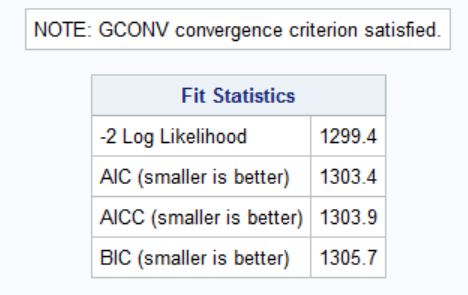 NOTE: GCONV convergence criterion satisfied.
Fit Statistics
-2 Log Likelihood 1299.4
AIC (smaller is better) 1303.4
AICC (smaller is better) 1303.9
BIC (smaller is better) 1305.7